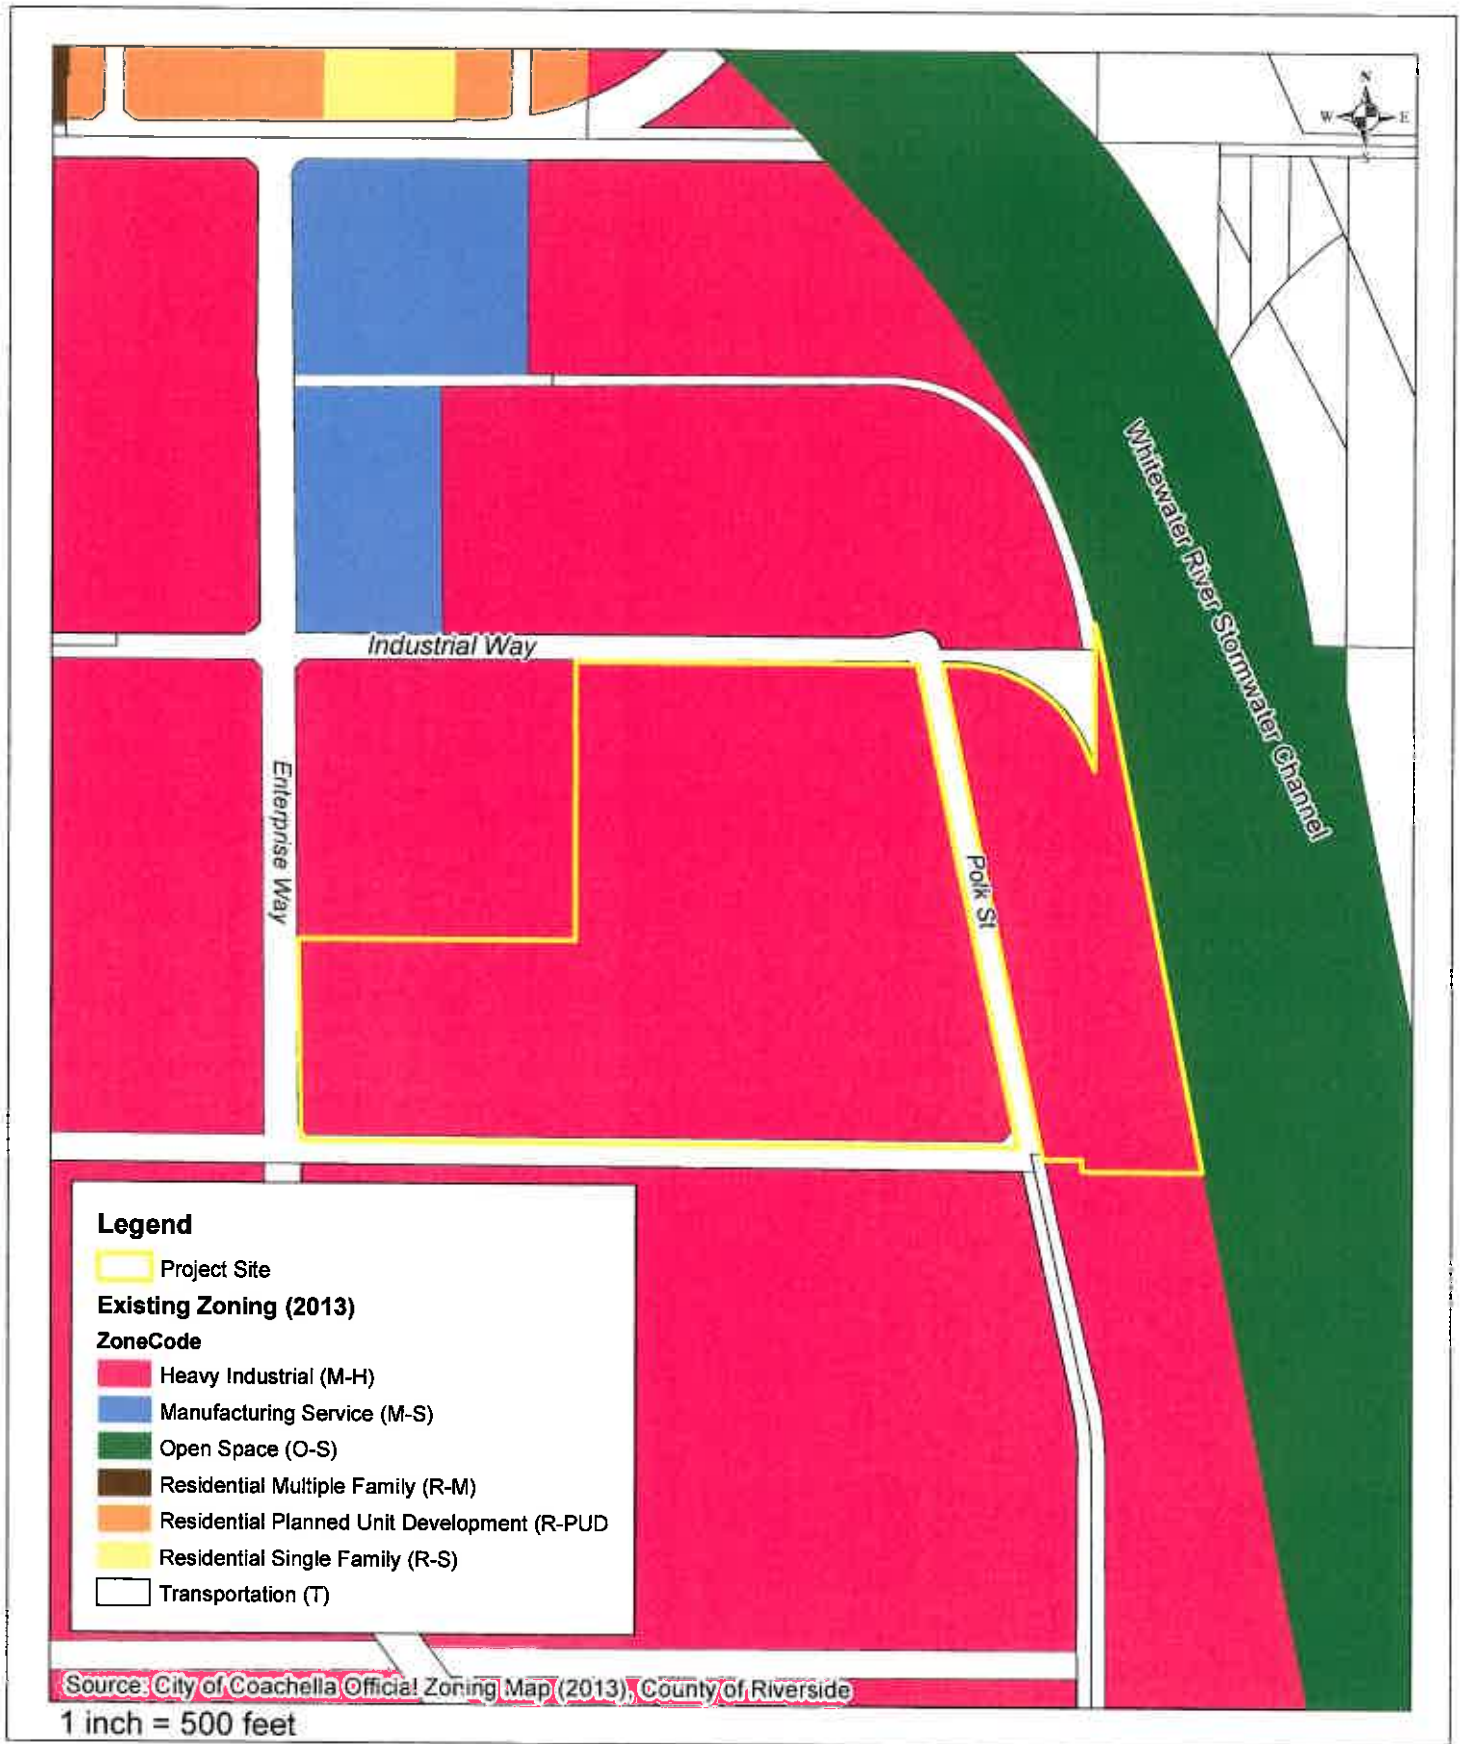 N
W E
S
Whitewater River Stormwater Channel
Industrial Way
Enterprise Way
Polk St
Legend
Project Site
Existing Zoning (2013)
ZoneCode
Heavy Industrial (M-H)
Manufacturing Service (M-S)
Open Space (O-S)
Residential Multiple Family (R-M)
Residential Planned Unit Development (R-PUD
Residential Single Family (R-S)
Transportation (T)
Source: City of Coachella Official Zoning Map (2013), County of Riverside
1 inch = 500 feet